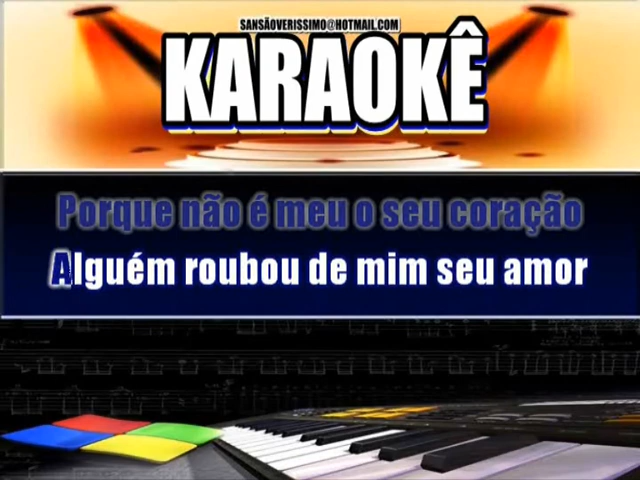 SANSÃOVERISSIMO@HOTMAIL.COM
KARAOKÊ
Porque não é meu o seu coração
Alguém roubou de mim seu amor